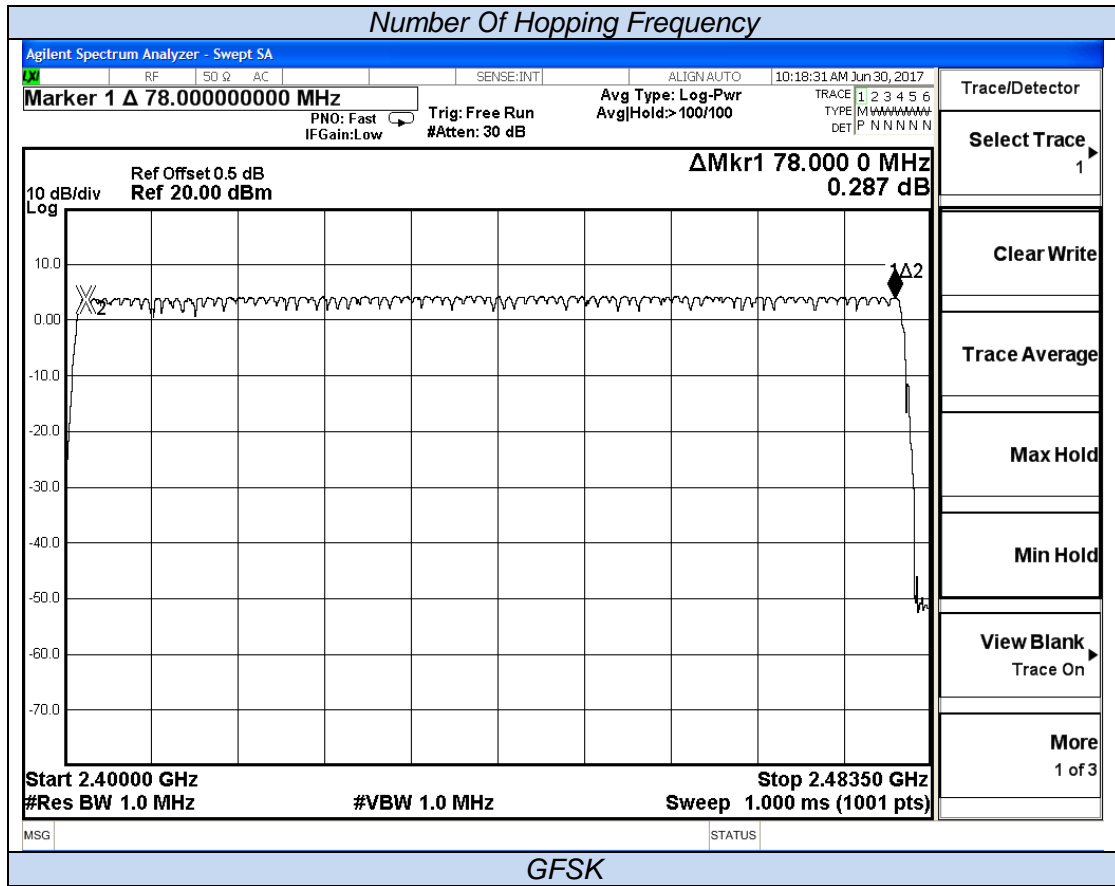 Number Of Hopping Frequency
Agilent Spectrum Analyzer - Swept SA
LXI RF 50 Ω AC SENSE:INT ALIGN AUTO 10:18:31 AM Jun 30, 2017
Marker 1 Δ 78.000000000 MHz
PNO: Fast
IFGain:Low
Trig: Free Run
#Atten: 30 dB
Avg Type: Log-Pwr
Avg|Hold:>100/100
TRACE 1 2 3 4 5 6
TYPE M WWWWW
DET P N N N N N
Trace/Detector
Select Trace
1
Clear Write
Trace Average
Max Hold
Min Hold
View Blank
Trace On
More
1 of 3
ΔMkr1 78.000 0 MHz
0.287 dB
Ref Offset 0.5 dB
10 dB/div Ref 20.00 dBm
Log
10.0
0.00
-10.0
-20.0
-30.0
-40.0
-50.0
-60.0
-70.0
X2
1Δ2
Start 2.40000 GHz Stop 2.48350 GHz
#Res BW 1.0 MHz #VBW 1.0 MHz Sweep 1.000 ms (1001 pts)
MSG STATUS
GFSK